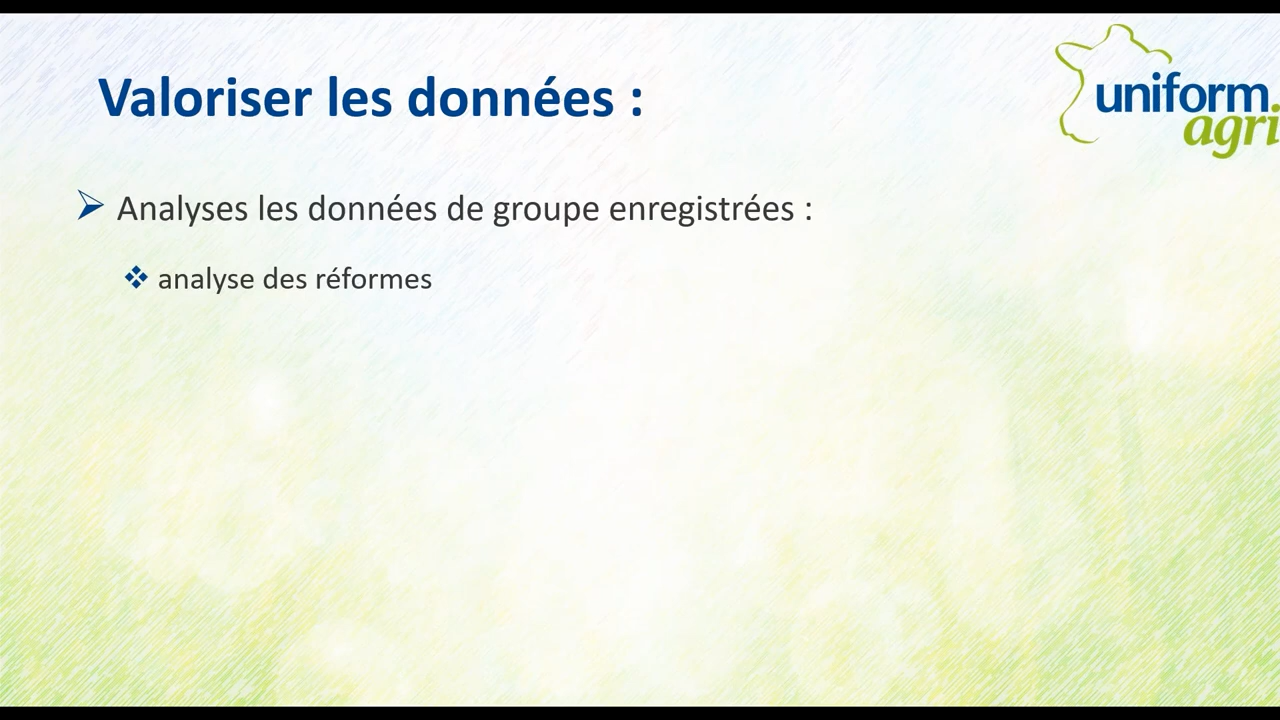 Valoriser les données :
uniform
agri
Analyses les données de groupe enregistrées :
analyse des réformes